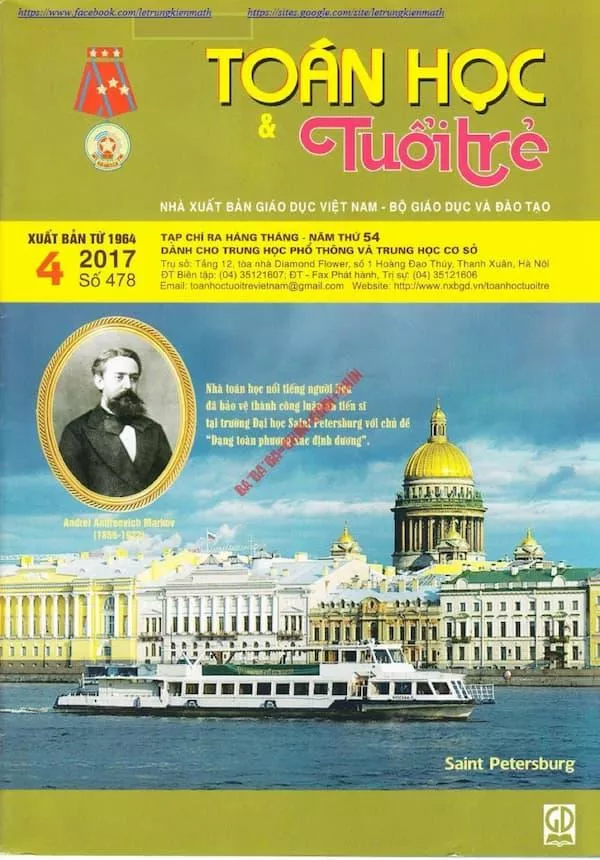 https://www.facebook.com/letrungkienmath https://sites.google.com/site/letrungkienmath
TOÁN HỌC
& Tuổi trẻ
NHÀ XUẤT BẢN GIÁO DỤC VIỆT NAM - BỘ GIÁO DỤC VÀ ĐÀO TẠO
XUẤT BẢN TỪ 1964
4 2017
Số 478
TẠP CHÍ RA HÀNG THÁNG - NĂM THỨ 54
DÀNH CHO TRUNG HỌC PHỔ THÔNG VÀ TRUNG HỌC CƠ SỞ
Trụ sở: Tầng 12, tòa nhà Diamond Flower, số 1 Hoàng Đạo Thúy, Thanh Xuân, Hà Nội
ĐT Biên tập: (04) 35121607; ĐT - Fax Phát hành, Trị sự: (04) 35121606
Email: toanhoctuoitrevietnam@gmail.com Website: http://www.nxbgd.vn/toanhoctuoitre
Nhà toán học nổi tiếng người
đã bảo vệ thành công luận án tiến sĩ
tại trường Đại học Saint Petersburg với chủ đề
"Dạng toàn phương xác định dương".
Andrei Andreevich Markov
(1856-1922)
Saint Petersburg
GD